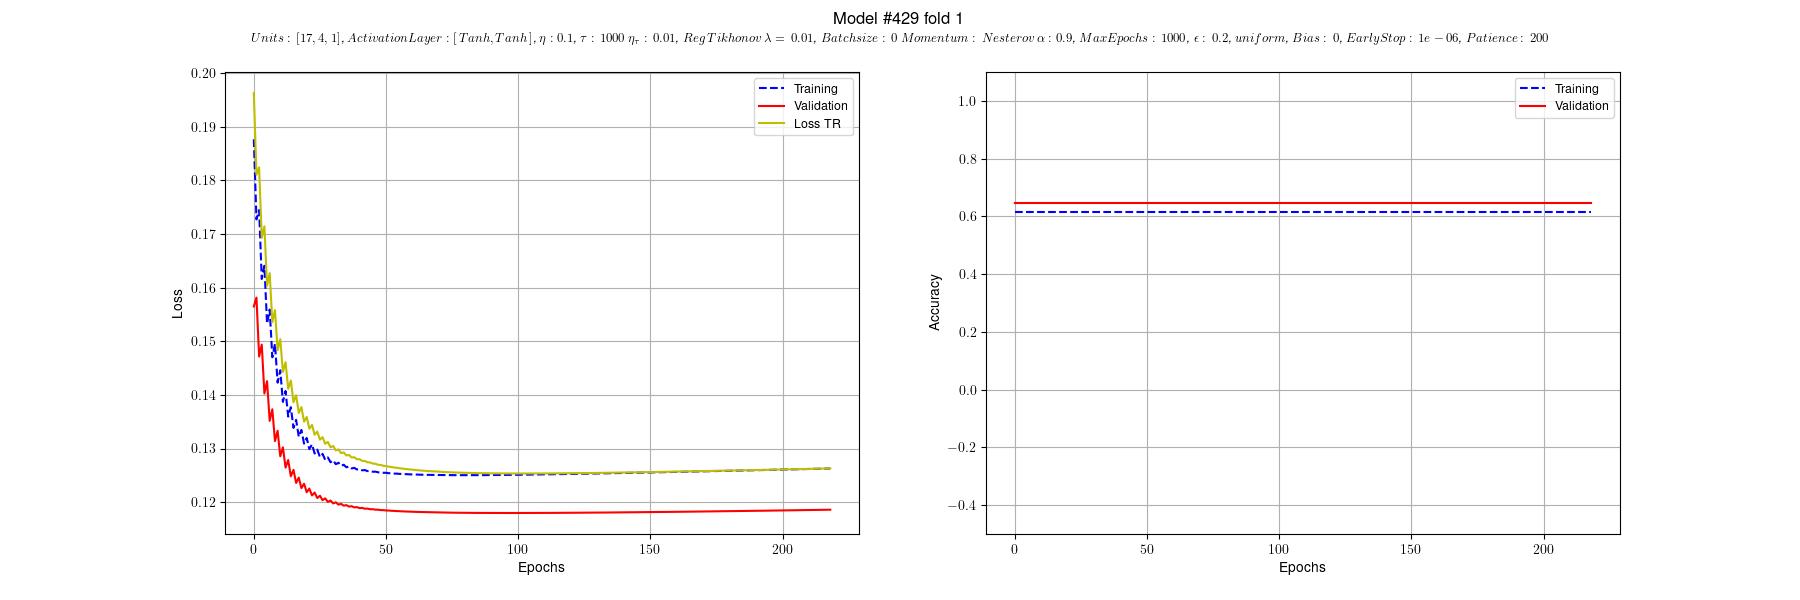 Model #429 fold 1
Units : [17, 4, 1], ActivationLayer : [Tanh, Tanh], η : 0.1, τ : 1000 η_τ : 0.01, RegTikhonov λ = 0.01, Batchsize : 0 Momentum : Nesterov α : 0.9, MaxEpochs : 1000, ϵ : 0.2, uniform, Bias : 0, EarlyStop : 1e − 06, Patience : 200
0.20
0.19
0.18
0.17
0.16
0.15
0.14
0.13
0.12
Loss
Training
Validation
Loss TR
0 50 100 150 200
Epochs
1.0
0.8
0.6
0.4
0.2
0.0
−0.2
−0.4
Accuracy
Training
Validation
0 50 100 150 200
Epochs